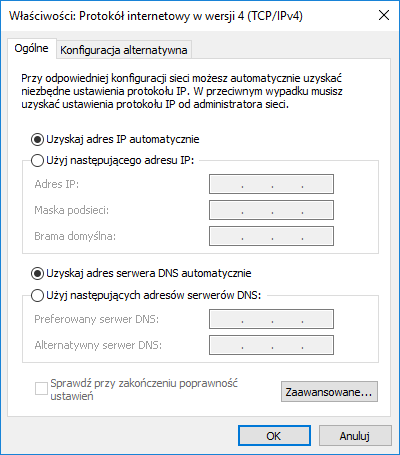 Właściwości: Protokół internetowy w wersji 4 (TCP/IPv4)
Ogólne
Konfiguracja alternatywna
Przy odpowiedniej konfiguracji sieci możesz automatycznie uzyskać
niezbędne ustawienia protokołu IP. W przeciwnym wypadku musisz
uzyskać ustawienia protokołu IP od administratora sieci.
Uzyskaj adres IP automatycznie
Użyj następującego adresu IP:
Adres IP:
Maska podsieci:
Brama domyślna:
Uzyskaj adres serwera DNS automatycznie
Użyj następujących adresów serwerów DNS:
Preferowany serwer DNS:
Alternatywny serwer DNS:
Sprawdź przy zakończeniu poprawność
ustawień
Zaawansowane...
OK
Anuluj